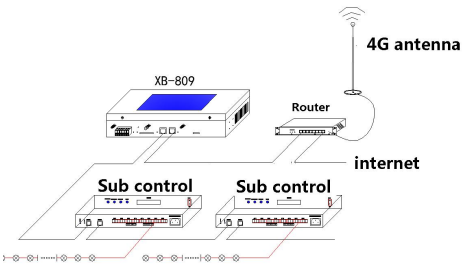 4G antenna
XB-809
Router
internet
Sub control
Sub control